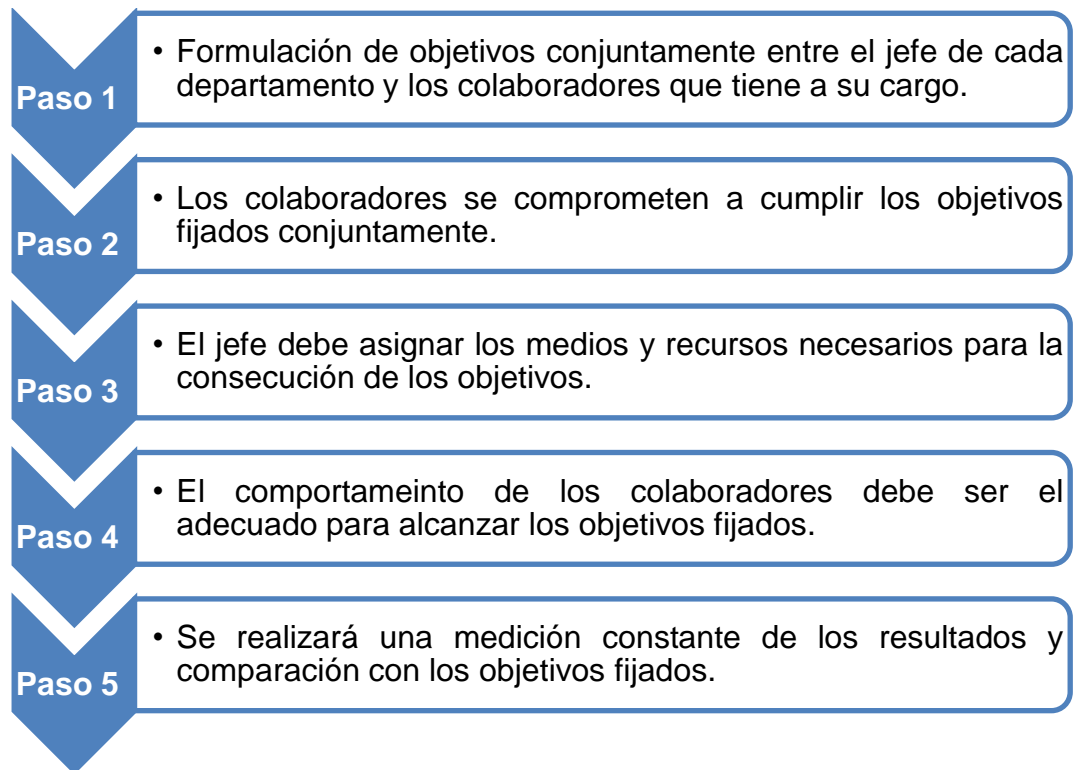 Paso 1
• Formulación de objetivos conjuntamente entre el jefe de cada
departamento y los colaboradores que tiene a su cargo.
Paso 2
• Los colaboradores se comprometen a cumplir los objetivos
fijados conjuntamente.
Paso 3
• El jefe debe asignar los medios y recursos necesarios para la
consecución de los objetivos.
Paso 4
• El comportameinto de los colaboradores debe ser el
adecuado para alcanzar los objetivos fijados.
Paso 5
• Se realizará una medición constante de los resultados y
comparación con los objetivos fijados.